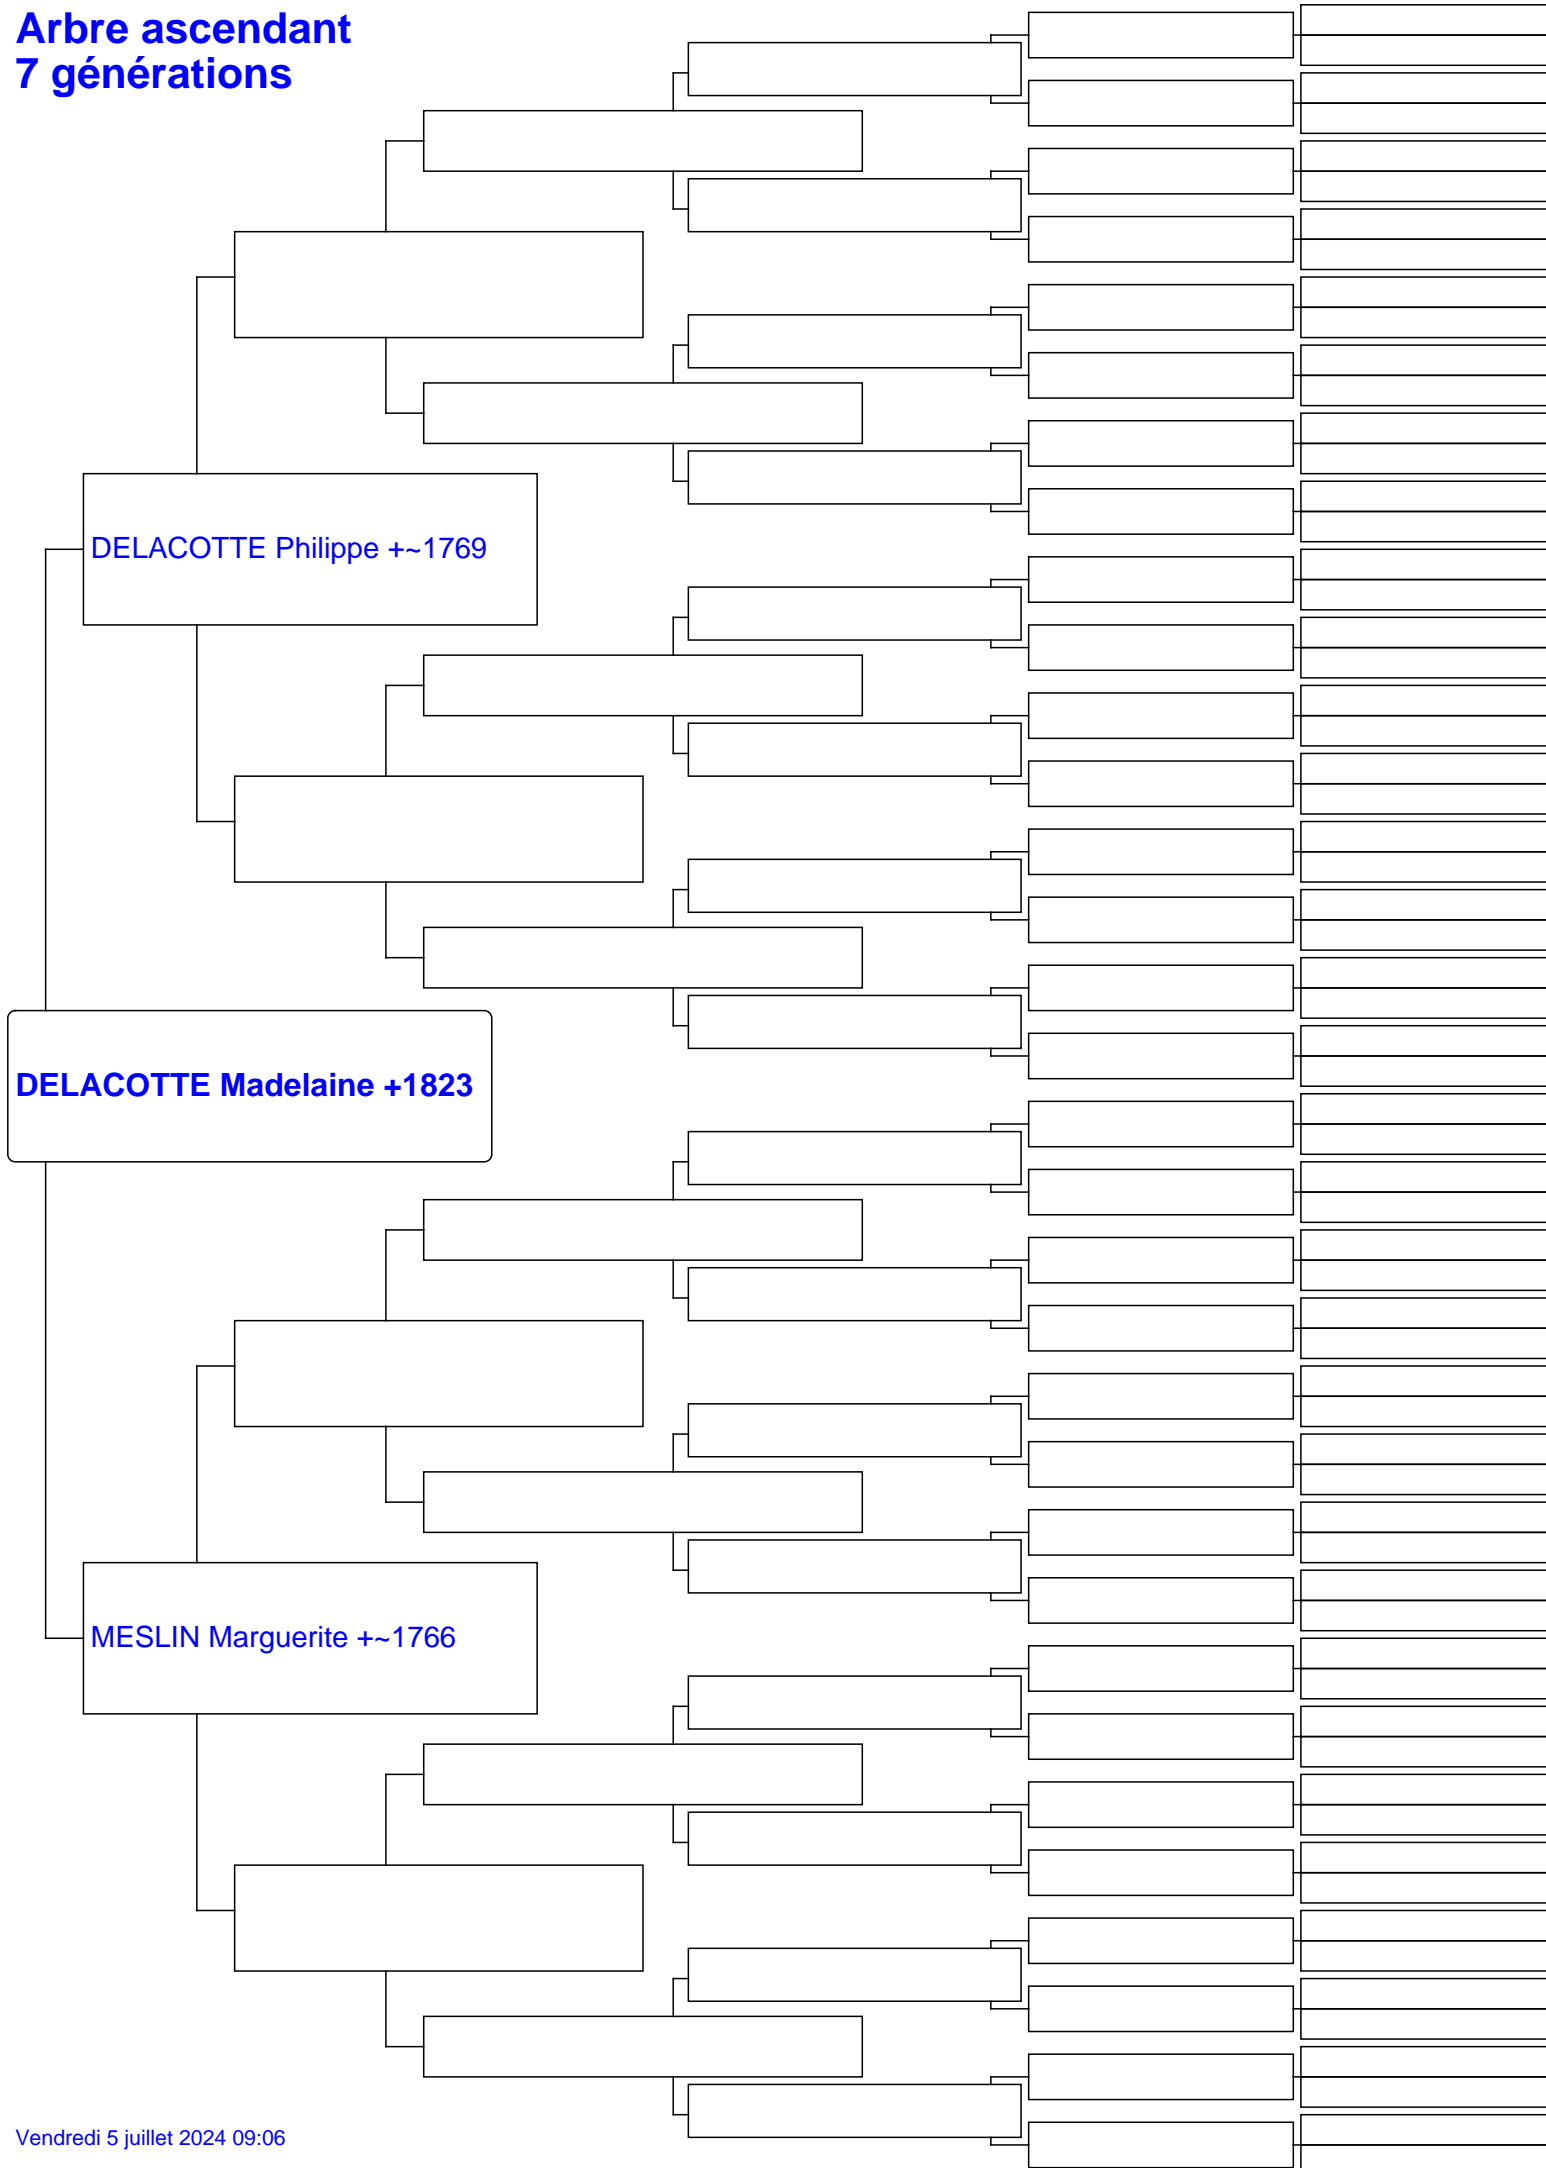 Arbre ascendant
7 générations
DELACOTTE Philippe +~1769
DELACOTTE Madelaine +1823
MESLIN Marguerite +~1766
Vendredi 5 juillet 2024 09:06